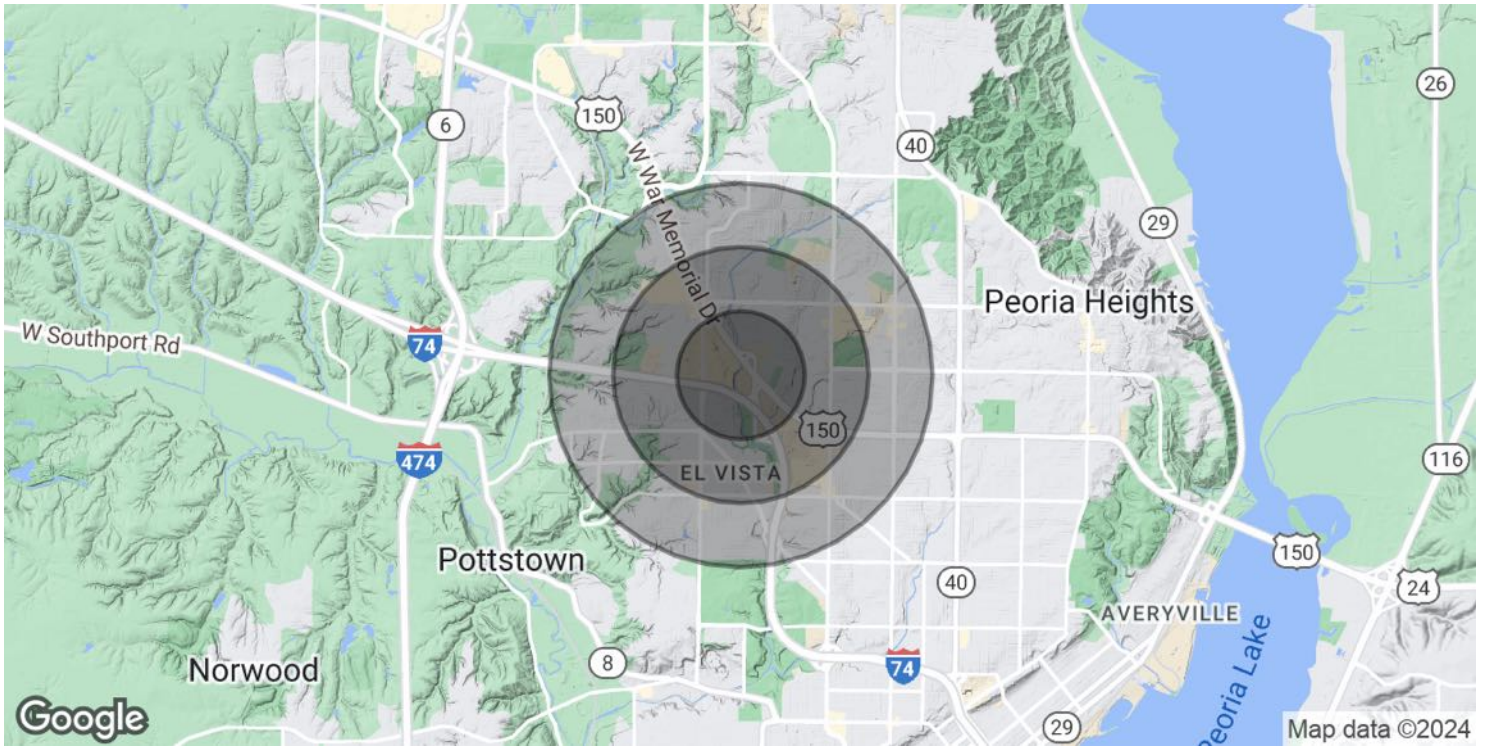 26
150
6
40
W War Memorial Dr
29
Peoria Heights
W Southport Rd
74
150
474
116
EL VISTA
Pottstown
150
40
24
AVERYVILLE
Norwood
8
74
Peoria Lake
29
Google
Map data ©2024